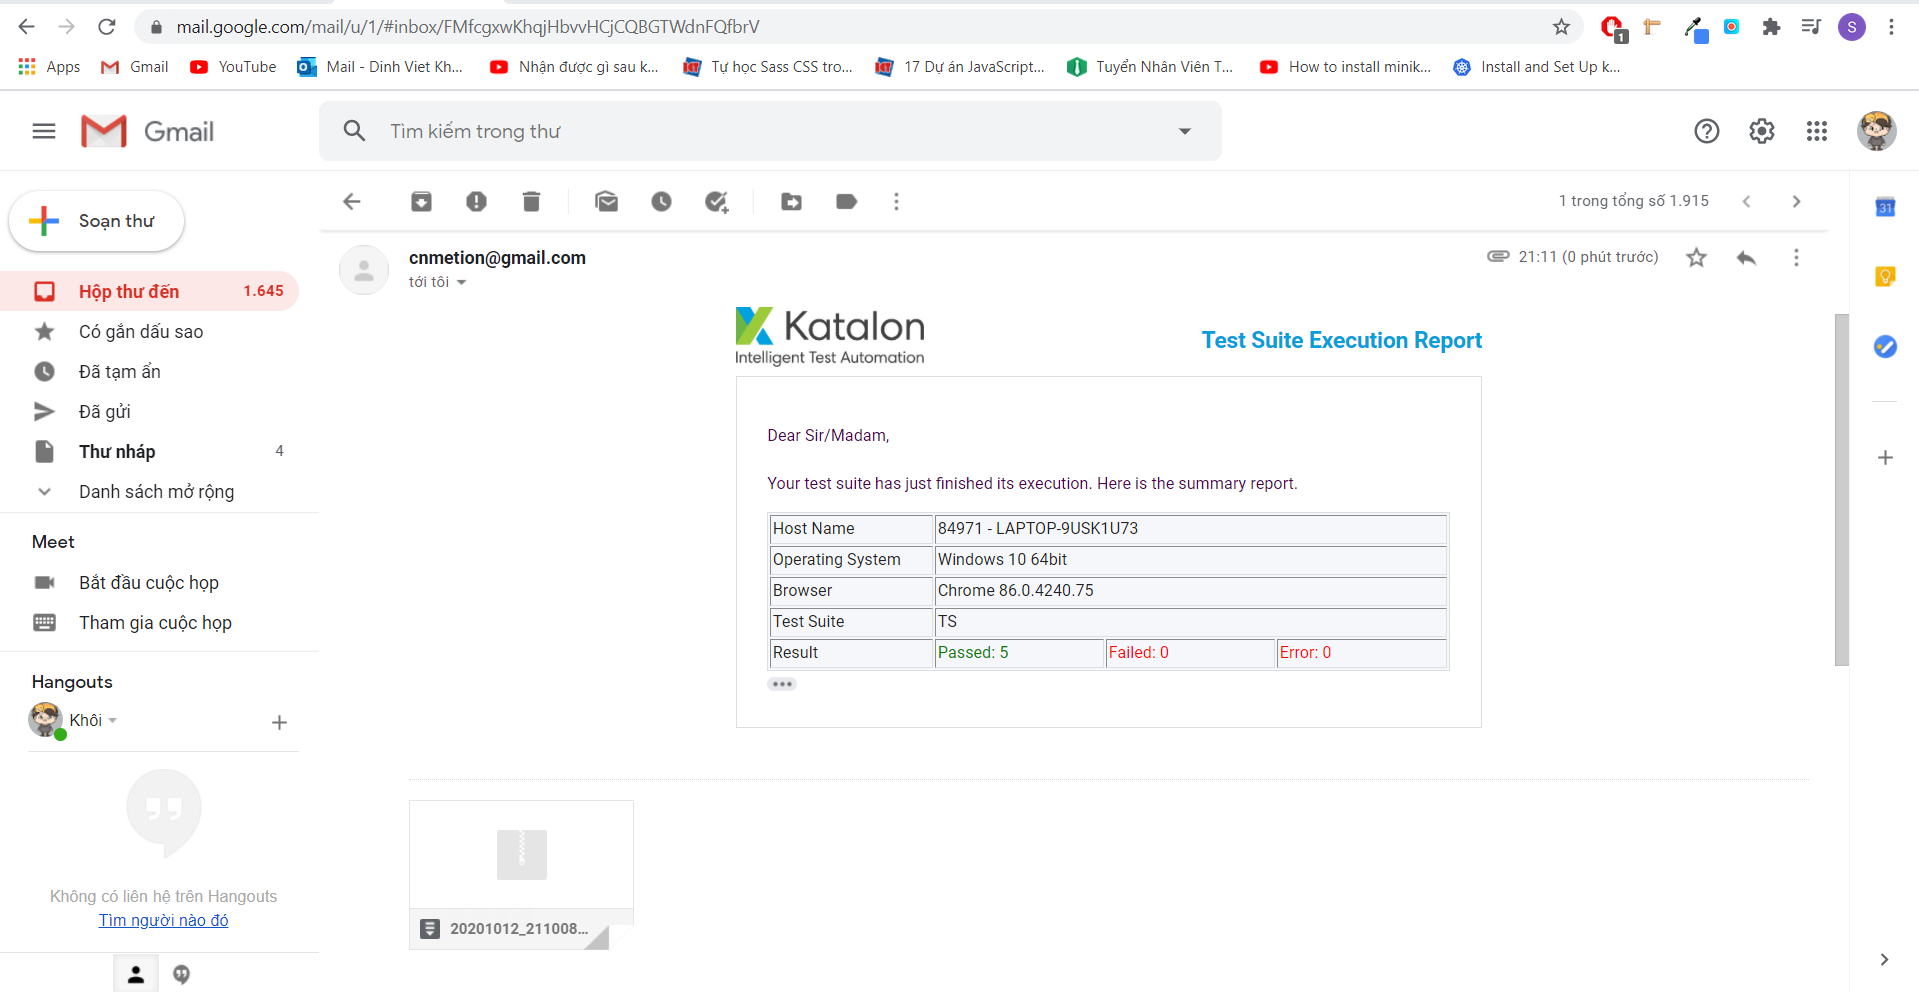 mail.google.com/mail/u/1/#inbox/FMfcgxwKhqjHbvvHCjCQBGTWdnFQfbrV
1
S
Apps
Gmail
YouTube
Mail - Dinh Viet Kh...
Nhận được gì sau k...
Tự học Sass CSS tro...
17 Dự án JavaScript...
Tuyển Nhân Viên T...
How to install minik...
Install and Set Up k...
Gmail
Tìm kiếm trong thư
Soạn thư
1 trong tổng số 1.915
31
Hộp thư đến 1.645
Có gắn dấu sao
Đã tạm ẩn
Đã gửi
Thư nháp 4
Danh sách mở rộng
Meet
Bắt đầu cuộc họp
Tham gia cuộc họp
Hangouts
Khôi
Không có liên hệ trên Hangouts
Tìm người nào đó
cnmetion@gmail.com
tới tôi
21:11 (0 phút trước)
Katalon
Intelligent Test Automation
Test Suite Execution Report
Dear Sir/Madam,
Your test suite has just finished its execution. Here is the summary report.
Host Name 84971 - LAPTOP-9USK1U73
Operating System Windows 10 64bit
Browser Chrome 86.0.4240.75
Test Suite TS
Result Passed: 5 Failed: 0 Error: 0
20201012_211008...